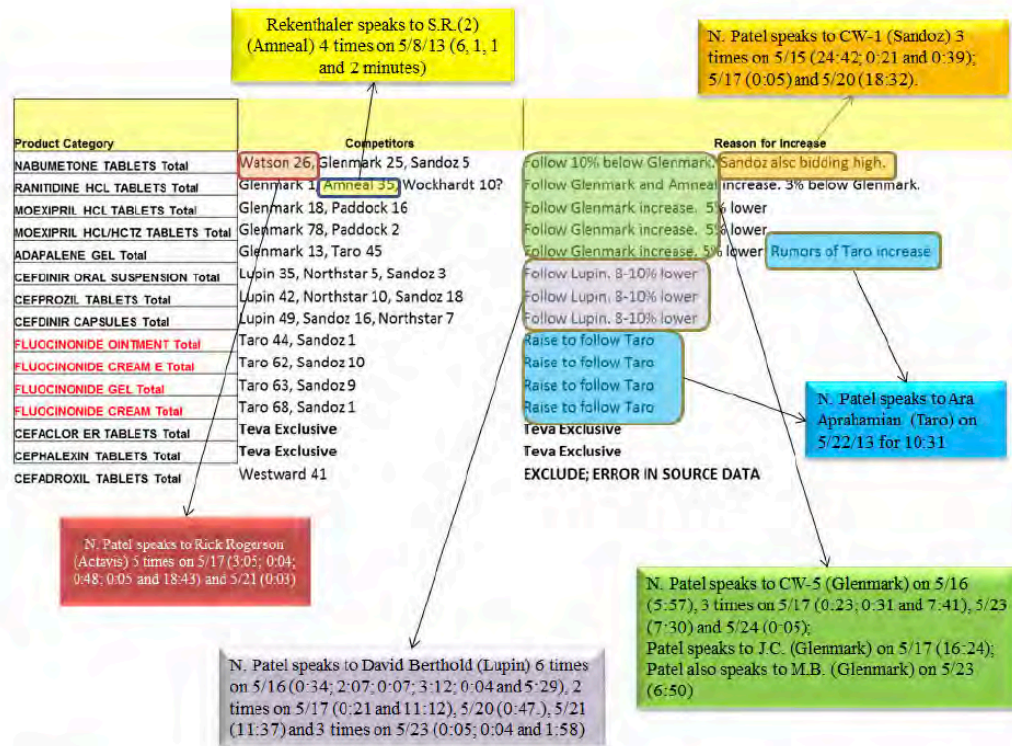 Rekenthaler speaks to S.R.(2)
(Amneal) 4 times on 5/8/13 (6, 1, 1
and 2 minutes)
N. Patel speaks to CW-1 (Sandoz) 3
times on 5/15 (24:42; 0:21 and 0:39);
5/17 (0:05) and 5/20 (18:32).
Product Category Competitors Reason for Increase
NABUMETONE TABLETS Total Watson 26, Glenmark 25, Sandoz 5 Follow 10% below Glenmark. Sandoz alsc bidding high.
RANITIDINE HCL TABLETS Total Glenmark 1 Amneal 35, Wockhardt 10? Follow Glenmark and Amneal increase. 3% below Glenmark.
MOEXIPRIL HCL TABLETS Total Glenmark 18, Paddock 16 Follow Glenmark increase. 5% lower
MOEXIPRIL HCL/HCTZ TABLETS Total Glenmark 78, Paddock 2 Follow Glenmark increase. 5% lower.
ADAPALENE GEL Total Glenmark 13, Taro 45 Follow Glenmark increase. 5% lower Rumors of Taro increase
CEFDINIR ORAL SUSPENSION Total Lupin 35, Northstar 5, Sandoz 3 Follow Lupin. 8-10% lower
CEFPROZIL TABLETS Total Lupin 42, Northstar 10, Sandoz 18 Follow Lupin. 8-10% lower
CEFDINIR CAPSULES Total Lupin 49, Sandoz 16, Northstar 7 Follow Lupin. 8-10% lower
FLUOCINONIDE OINTMENT Total Taro 44, Sandoz 1 Raise to follow Taro
FLUOCINONIDE CREAM E Total Taro 62, Sandoz 10 Raise to follow Taro
FLUOCINONIDE GEL Total Taro 63, Sandoz 9 Raise to follow Taro
FLUOCINONIDE CREAM Total Taro 68, Sandoz 1 Raise to follow Taro
CEFACLOR ER TABLETS Total Teva Exclusive Teva Exclusive
CEPHALEXIN TABLETS Total Teva Exclusive Teva Exclusive
CEFADROXIL TABLETS Total Westward 41 EXCLUDE; ERROR IN SOURCE DATA
N. Patel speaks to Ara
Aprahamian (Taro) on
5/22/13 for 10:31
N. Patel speaks to Rick Rogerson
(Actavis) 5 times on 5/17 (3:05; 0:04;
0:48; 0:05 and 18:43) and 5/21 (0:03)
N. Patel speaks to CW-5 (Glenmark) on 5/16
(5:57), 3 times on 5/17 (0:23; 0:31 and 7:41), 5/23
(7:30) and 5/24 (0:05);
Patel speaks to J.C. (Glenmark) on 5/17 (16:24);
Patel also speaks to M.B. (Glenmark) on 5/23
(6:50)
N. Patel speaks to David Berthold (Lupin) 6 times
on 5/16 (0:34; 2:07; 0:07; 3:12; 0:04 and 5:29), 2
times on 5/17 (0:21 and 11:12), 5/20 (0:47.), 5/21
(11:37) and 3 times on 5/23 (0:05; 0:04 and 1:58)